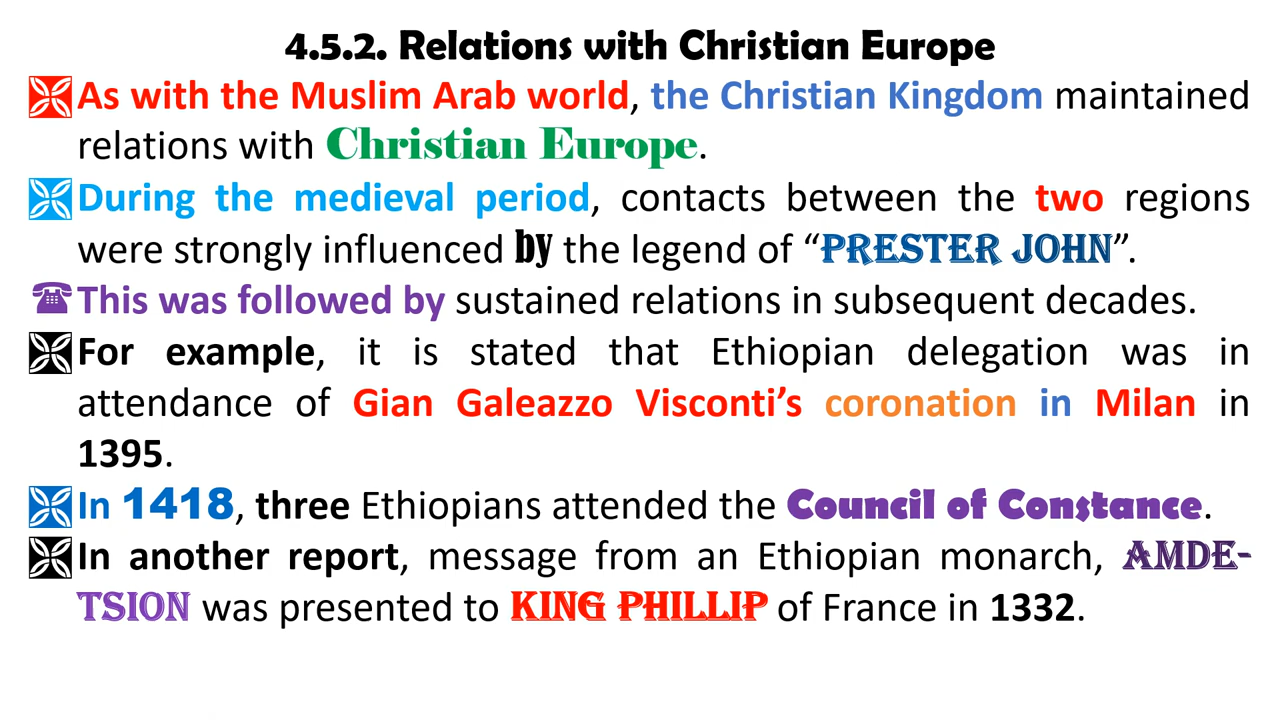 4.5.2. Relations with Christian Europe
As with the Muslim Arab world, the Christian Kingdom maintained
relations with Christian Europe.
During the medieval period, contacts between the two regions
were strongly influenced by the legend of “PRESTER JOHN”.
This was followed by sustained relations in subsequent decades.
For example, it is stated that Ethiopian delegation was in
attendance of Gian Galeazzo Visconti’s coronation in Milan in
1395.
In 1418, three Ethiopians attended the Council of Constance.
In another report, message from an Ethiopian monarch, AMDE-
TSION was presented to KING PHILLIP of France in 1332.